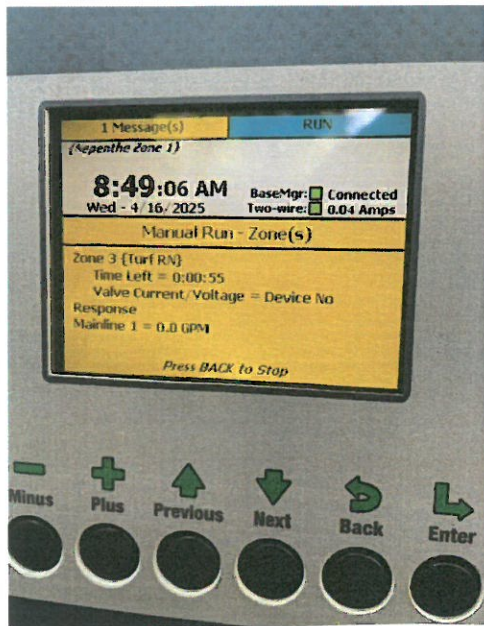 1 Message(s)
RUN
(Nepenthe Zone 1)
8:49:06 AM
BaseMgr: Connected
Wed - 4/16/2025
Two-wire: 0.04 Amps
Manual Run - Zone(s)
Zone 3 {Turf RN}
Time Left = 0:00:55
Valve Current/Voltage = Device No
Response
Mainline 1 = 0.0 GPM
Press BACK to Stop
Minus
Plus
Previous
Next
Back
Enter